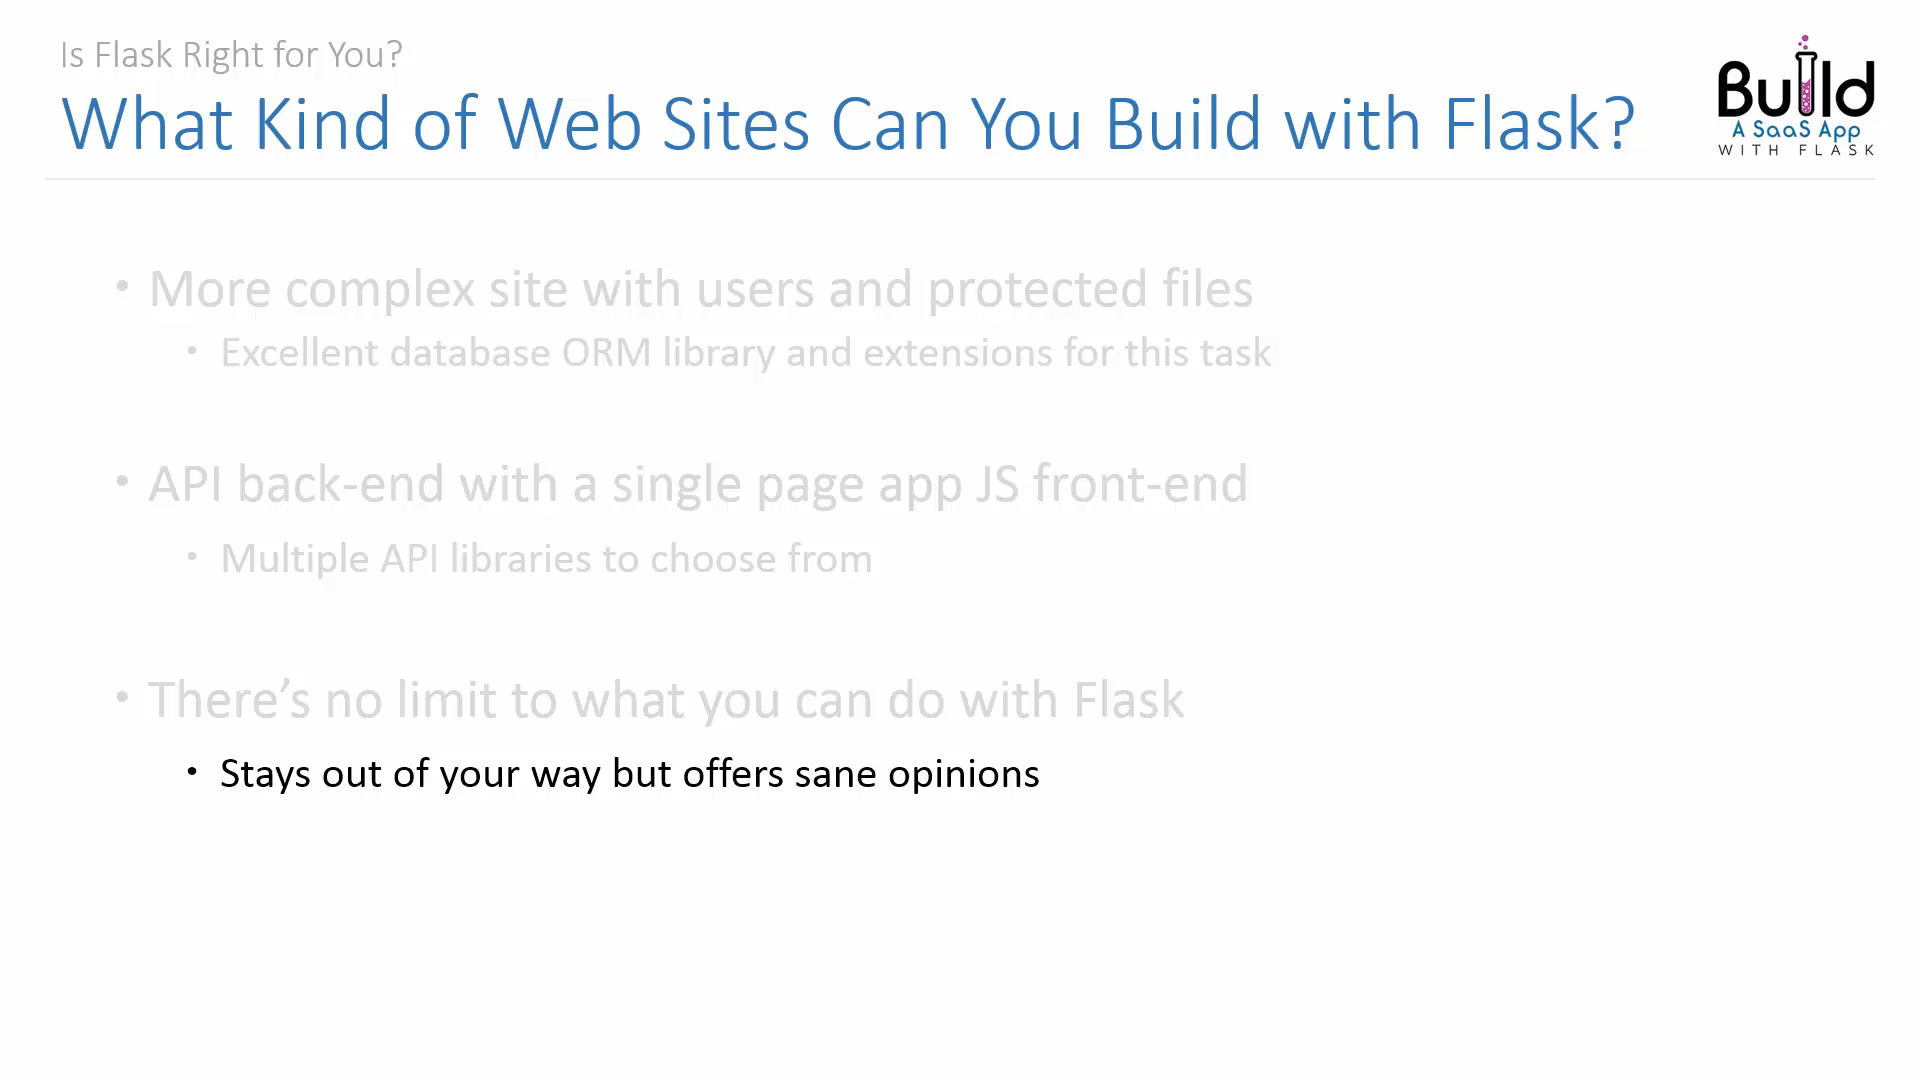 Is Flask Right for You?
What Kind of Web Sites Can You Build with Flask?
Build
A SaaS App
WITH FLASK
• More complex site with users and protected files
• Excellent database ORM library and extensions for this task
• API back-end with a single page app JS front-end
• Multiple API libraries to choose from
• There’s no limit to what you can do with Flask
• Stays out of your way but offers sane opinions